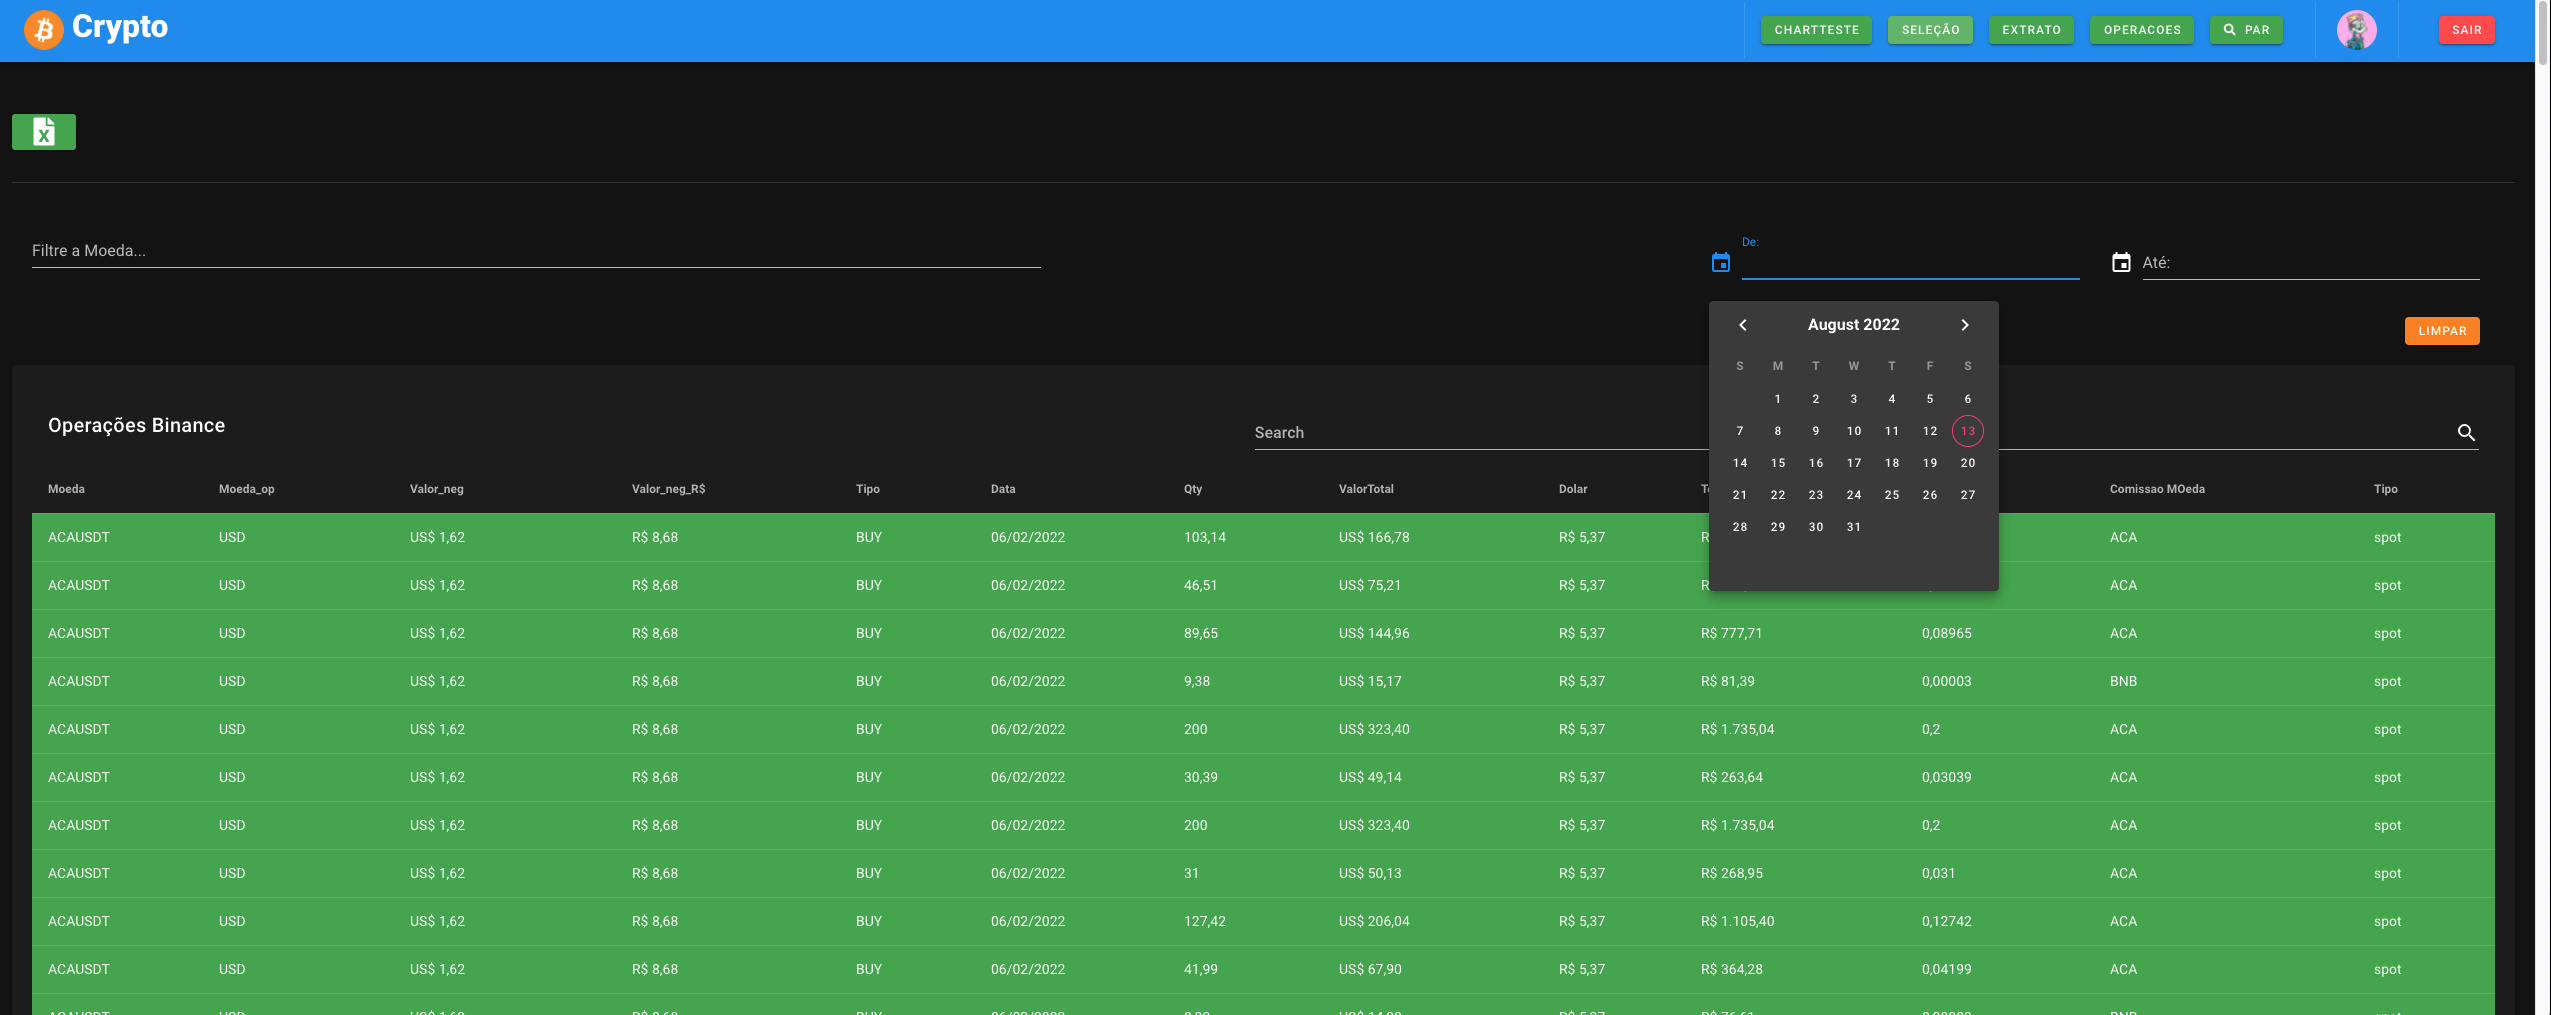 Crypto
CHARTTESTE SELEÇÃO EXTRATO OPERACOES PAR SAIR
Filtre a Moeda...
De:
Até:
LIMPAR
August 2022
S M T W T F S
1 2 3 4 5 6
7 8 9 10 11 12 13
14 15 16 17 18 19 20
21 22 23 24 25 26 27
28 29 30 31
Operações Binance
Search
Moeda Moeda_op Valor_neg Valor_neg_R$ Tipo Data Qty ValorTotal Dolar Comissao MOeda Tipo
ACAUSDT USD US$ 1,62 R$ 8,68 BUY 06/02/2022 103,14 US$ 166,78 R$ 5,37 ACA spot
ACAUSDT USD US$ 1,62 R$ 8,68 BUY 06/02/2022 46,51 US$ 75,21 R$ 5,37 ACA spot
ACAUSDT USD US$ 1,62 R$ 8,68 BUY 06/02/2022 89,65 US$ 144,96 R$ 5,37 R$ 777,71 0,08965 ACA spot
ACAUSDT USD US$ 1,62 R$ 8,68 BUY 06/02/2022 9,38 US$ 15,17 R$ 5,37 R$ 81,39 0,00003 BNB spot
ACAUSDT USD US$ 1,62 R$ 8,68 BUY 06/02/2022 200 US$ 323,40 R$ 5,37 R$ 1.735,04 0,2 ACA spot
ACAUSDT USD US$ 1,62 R$ 8,68 BUY 06/02/2022 30,39 US$ 49,14 R$ 5,37 R$ 263,64 0,03039 ACA spot
ACAUSDT USD US$ 1,62 R$ 8,68 BUY 06/02/2022 200 US$ 323,40 R$ 5,37 R$ 1.735,04 0,2 ACA spot
ACAUSDT USD US$ 1,62 R$ 8,68 BUY 06/02/2022 31 US$ 50,13 R$ 5,37 R$ 268,95 0,031 ACA spot
ACAUSDT USD US$ 1,62 R$ 8,68 BUY 06/02/2022 127,42 US$ 206,04 R$ 5,37 R$ 1.105,40 0,12742 ACA spot
ACAUSDT USD US$ 1,62 R$ 8,68 BUY 06/02/2022 41,99 US$ 67,90 R$ 5,37 R$ 364,28 0,04199 ACA spot